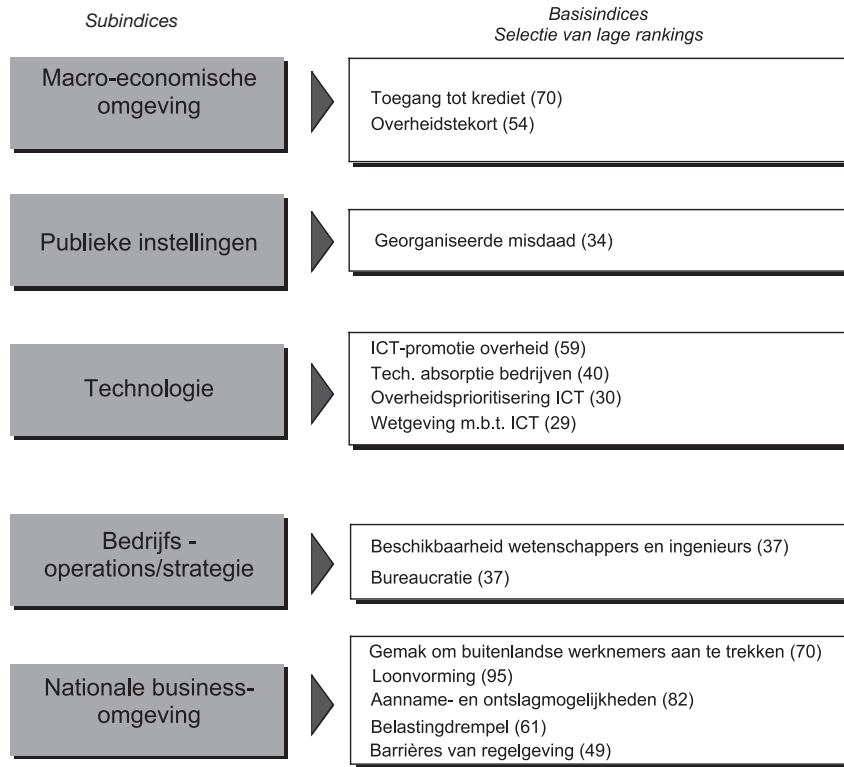 Subindices
Basisindices
Selectie van lage rankings
Macro-economische
omgeving
Toegang tot krediet (70)
Overheidstekort (54)
Publieke instellingen
Georganiseerde misdaad (34)
Technologie
ICT-promotie overheid (59)
Tech. absorptie bedrijven (40)
Overheidsprioritisering ICT (30)
Wetgeving m.b.t. ICT (29)
Bedrijfs -
operations/strategie
Beschikbaarheid wetenschappers en ingenieurs (37)
Bureaucratie (37)
Nationale business-
omgeving
Gemak om buitenlandse werknemers aan te trekken (70)
Loonvorming (95)
Aanname- en ontslagmogelijkheden (82)
Belastingdrempel (61)
Barrières van regelgeving (49)